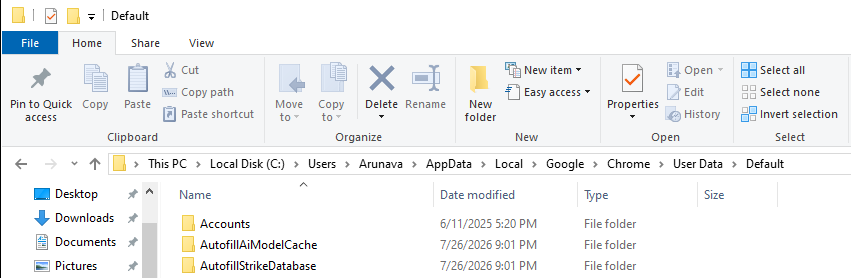 Default
File Home Share View
Pin to Quick access
Copy
Paste
Cut
Copy path
Paste shortcut
Clipboard
Move to
Copy to
Delete
Rename
Organize
New folder
New item
Easy access
New
Properties
Open
Edit
History
Open
Select all
Select none
Invert selection
Select
This PC > Local Disk (C:) > Users > Arunava > AppData > Local > Google > Chrome > User Data > Default
Desktop
Downloads
Documents
Pictures
Name Date modified Type Size
Accounts 6/11/2025 5:20 PM File folder
AutofillAiModelCache 7/26/2026 9:01 PM File folder
AutofillStrikeDatabase 7/26/2026 9:01 PM File folder